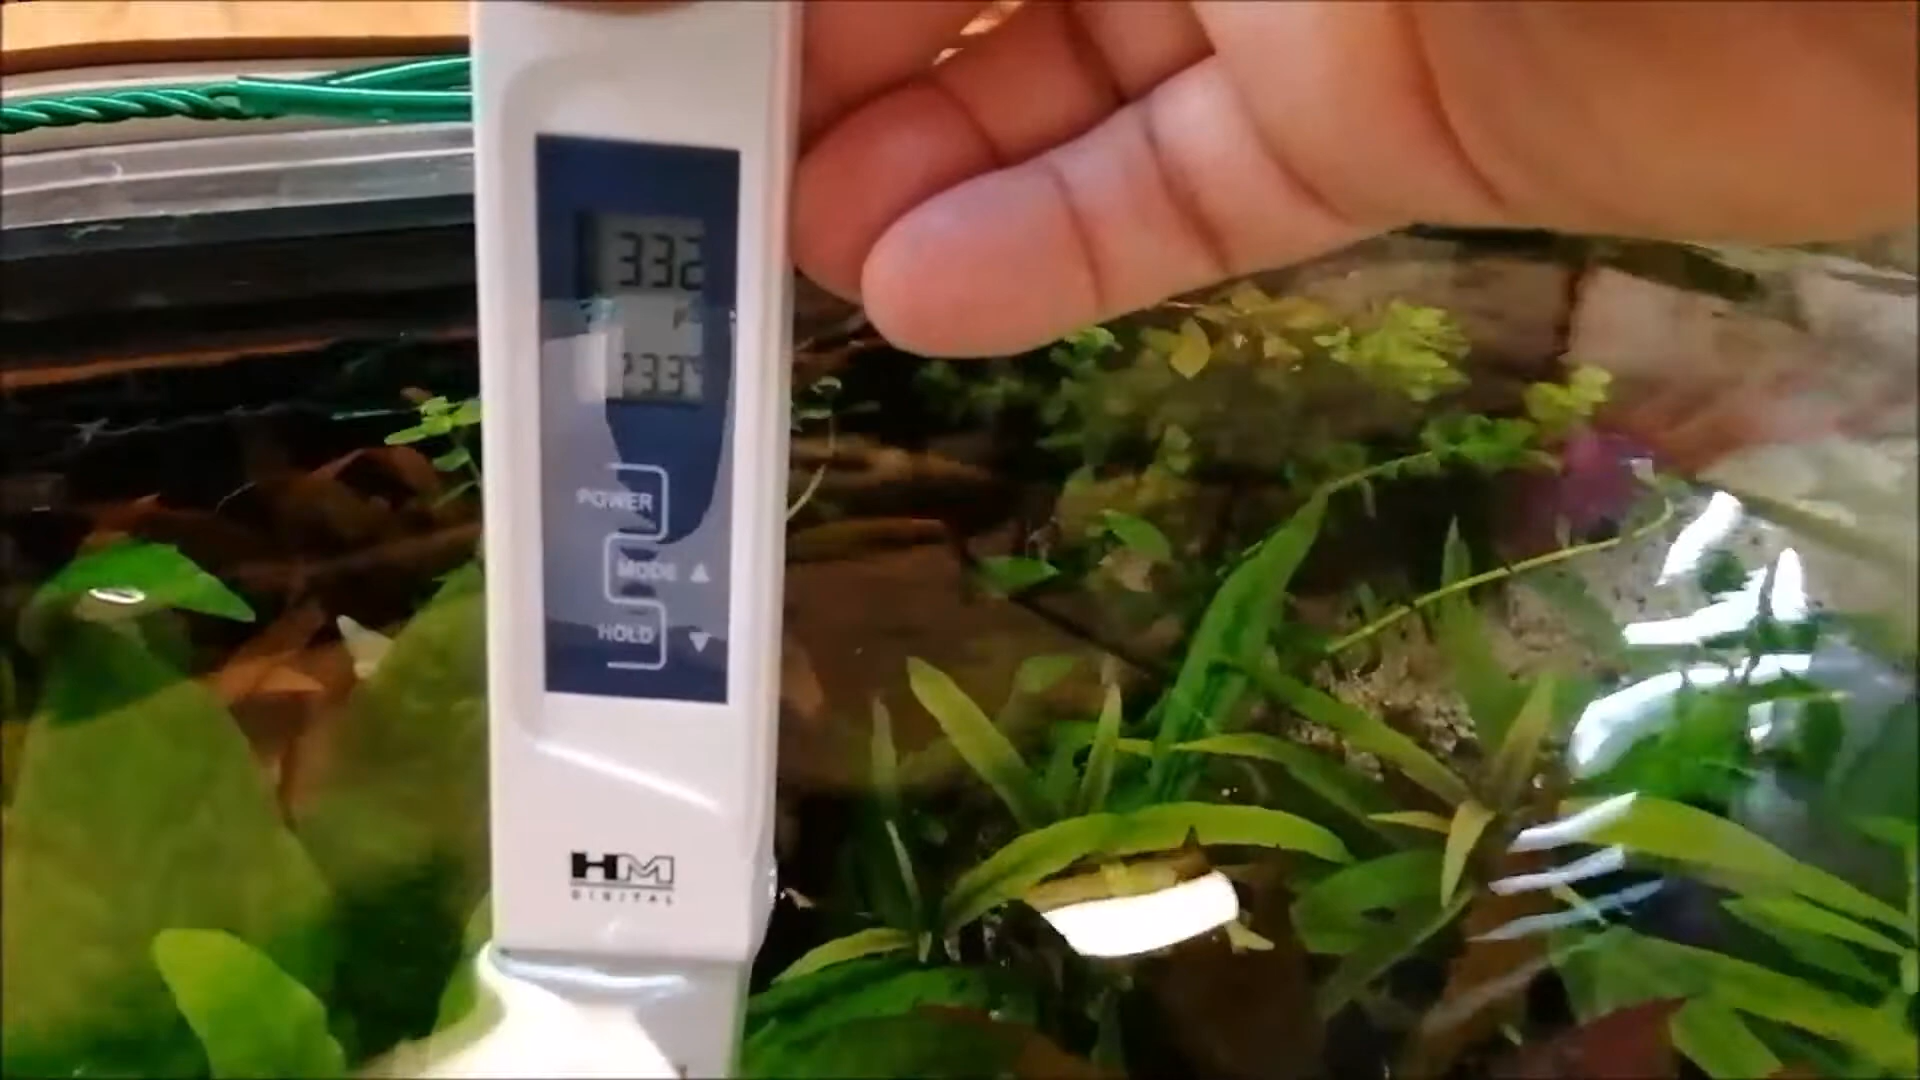 332
POWER
MODE ▲
HOLD ▼
HM
DIGITAL